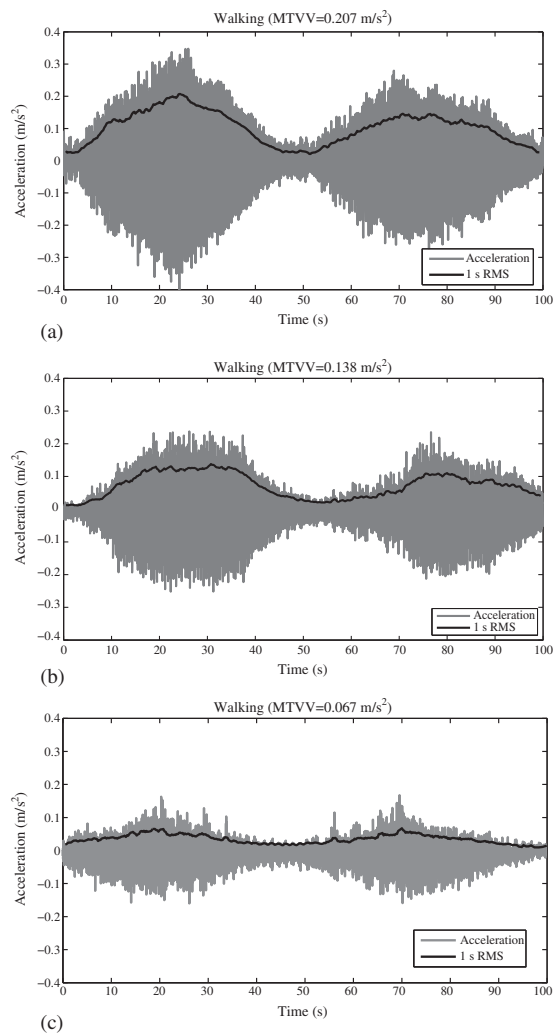 Walking (MTVV=0.207 m/s²)
0.4
0.3
0.2
0.1
0
−0.1
−0.2
−0.3
−0.4
Acceleration (m/s²)
Acceleration
1 s RMS
0 10 20 30 40 50 60 70 80 90 100
Time (s)
(a)
Walking (MTVV=0.138 m/s²)
0.4
0.3
0.2
0.1
0
−0.1
−0.2
−0.3
−0.4
Acceleration (m/s²)
Acceleration
1 s RMS
0 10 20 30 40 50 60 70 80 90 100
Time (s)
(b)
Walking (MTVV=0.067 m/s²)
0.4
0.3
0.2
0.1
0
−0.1
−0.2
−0.3
−0.4
Acceleration (m/s²)
Acceleration
1 s RMS
0 10 20 30 40 50 60 70 80 90 100
Time (s)
(c)